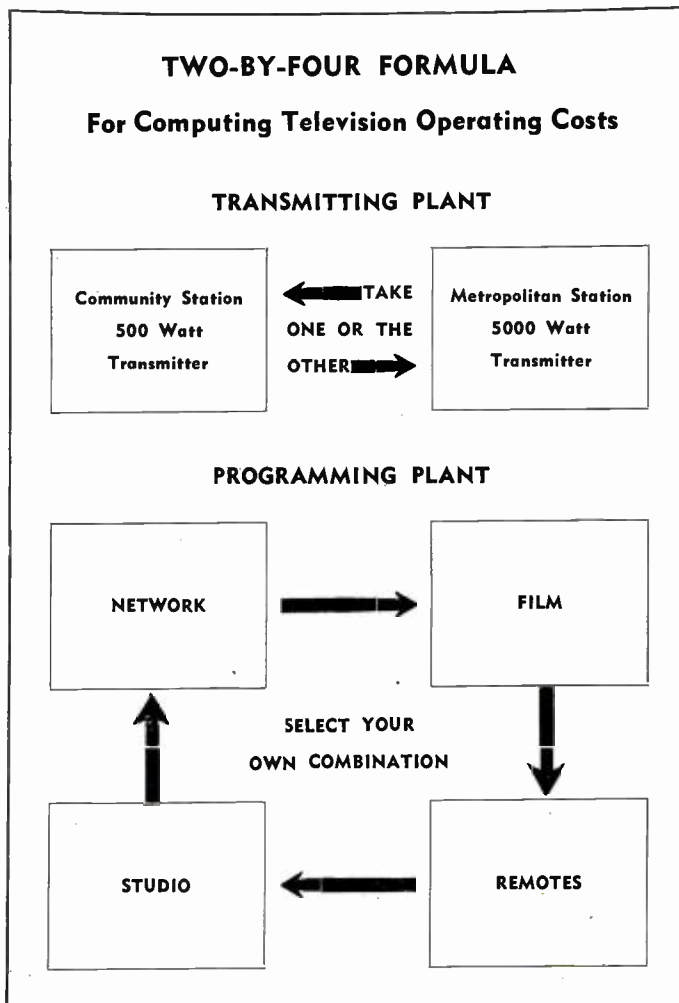 TWO-BY-FOUR FORMULA
For Computing Television Operating Costs
TRANSMITTING PLANT
Community Station
500 Watt
Transmitter
TAKE
ONE OR THE
OTHER
Metropolitan Station
5000 Watt
Transmitter
PROGRAMMING PLANT
NETWORK
FILM
SELECT YOUR
OWN COMBINATION
STUDIO
REMOTES